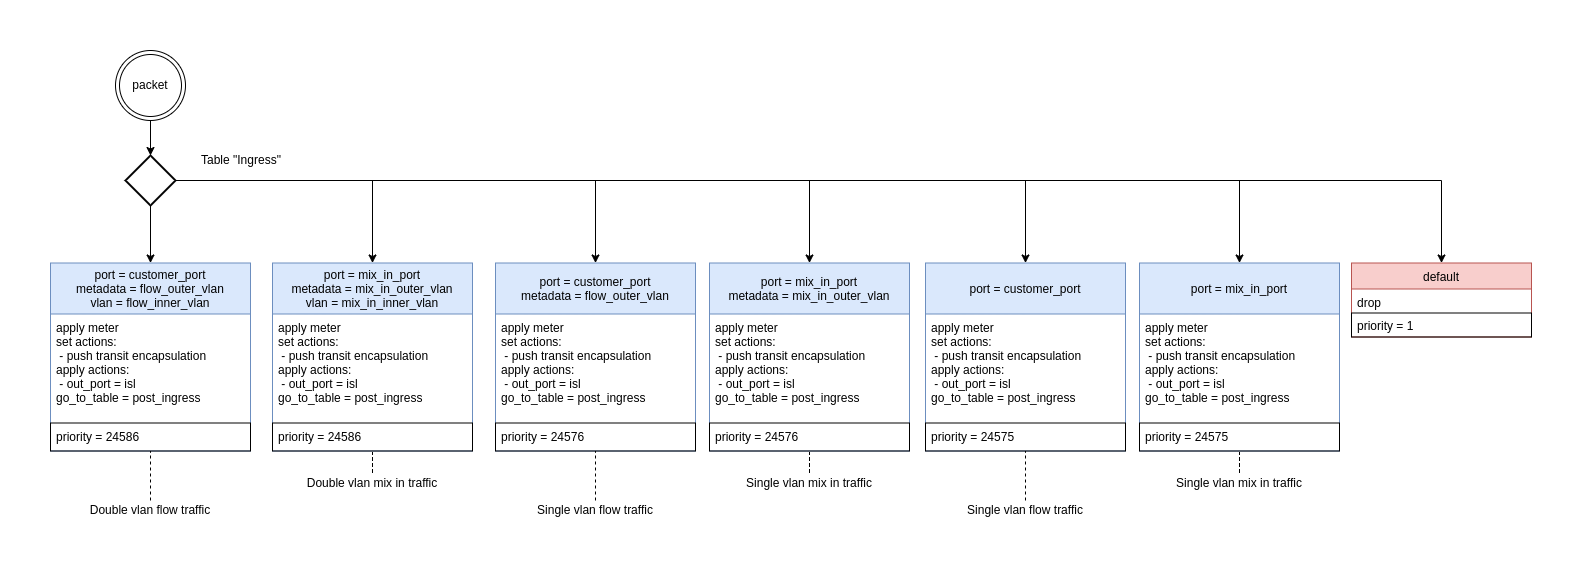 packet
Table "Ingress"
port = customer_port
metadata = flow_outer_vlan
vlan = flow_inner_vlan
apply meter
set actions:
- push transit encapsulation
apply actions:
- out_port = isl
go_to_table = post_ingress
priority = 24586
Double vlan flow traffic
port = mix_in_port
metadata = mix_in_outer_vlan
vlan = mix_in_inner_vlan
apply meter
set actions:
- push transit encapsulation
apply actions:
- out_port = isl
go_to_table = post_ingress
priority = 24586
Double vlan mix in traffic
port = customer_port
metadata = flow_outer_vlan
apply meter
set actions:
- push transit encapsulation
apply actions:
- out_port = isl
go_to_table = post_ingress
priority = 24576
Single vlan flow traffic
port = mix_in_port
metadata = mix_in_outer_vlan
apply meter
set actions:
- push transit encapsulation
apply actions:
- out_port = isl
go_to_table = post_ingress
priority = 24576
Single vlan mix in traffic
port = customer_port
apply meter
set actions:
- push transit encapsulation
apply actions:
- out_port = isl
go_to_table = post_ingress
priority = 24575
Single vlan flow traffic
port = mix_in_port
apply meter
set actions:
- push transit encapsulation
apply actions:
- out_port = isl
go_to_table = post_ingress
priority = 24575
Single vlan mix in traffic
default
drop
priority = 1